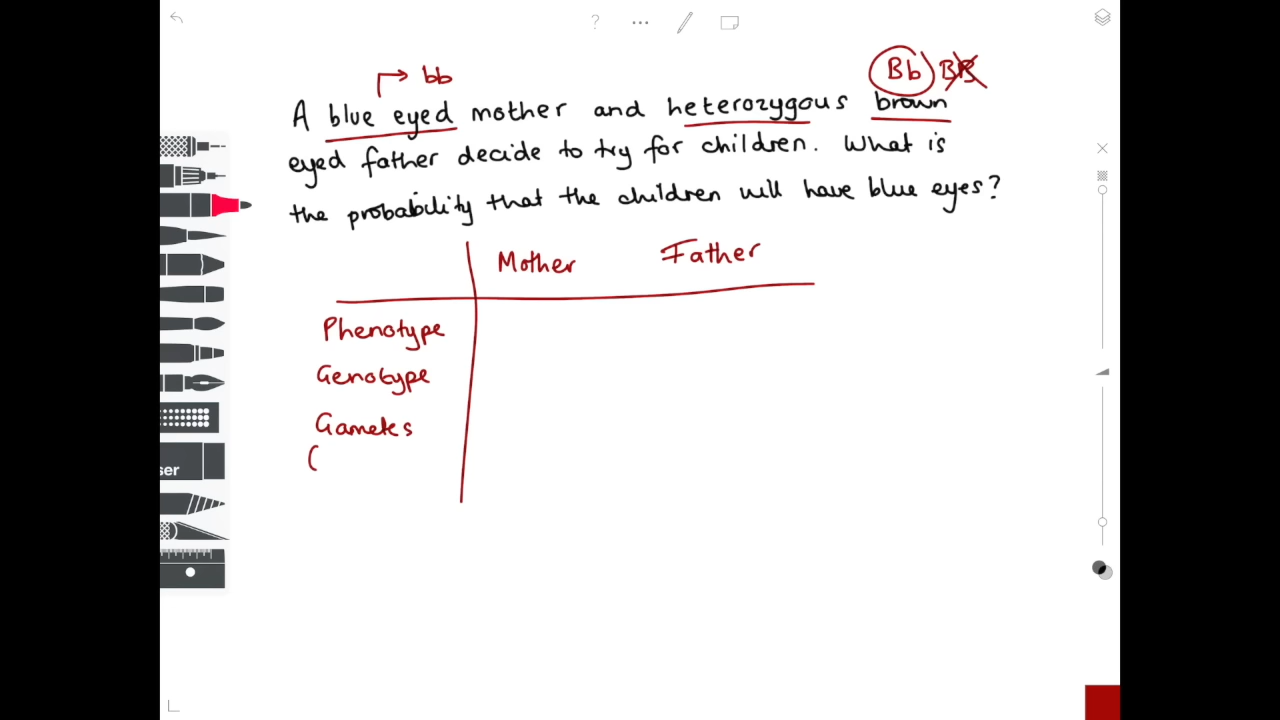 bb
Bb BB
A blue eyed mother and heterozygous brown
eyed father decide to try for children. What is
the probability that the children will have blue eyes?
Mother Father
Phenotype
Genotype
Gametes
(
ser